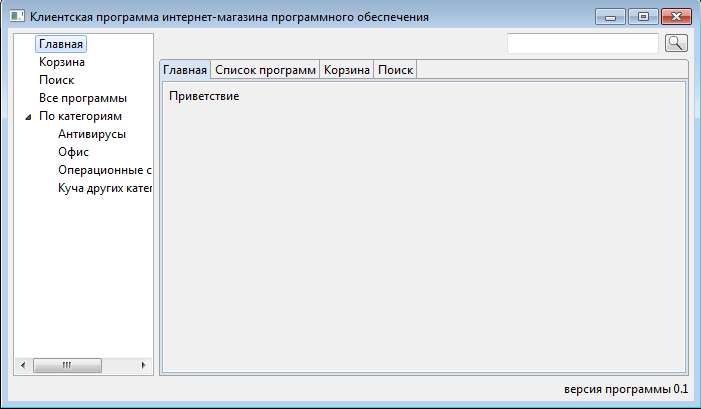 Клиентская программа интернет-магазина программного обеспечения
Главная
Корзина
Поиск
Все программы
По категориям
Антивирусы
Офис
Операционные с
Куча других катег
Главная Список программ Корзина Поиск
Приветствие
версия программы 0.1